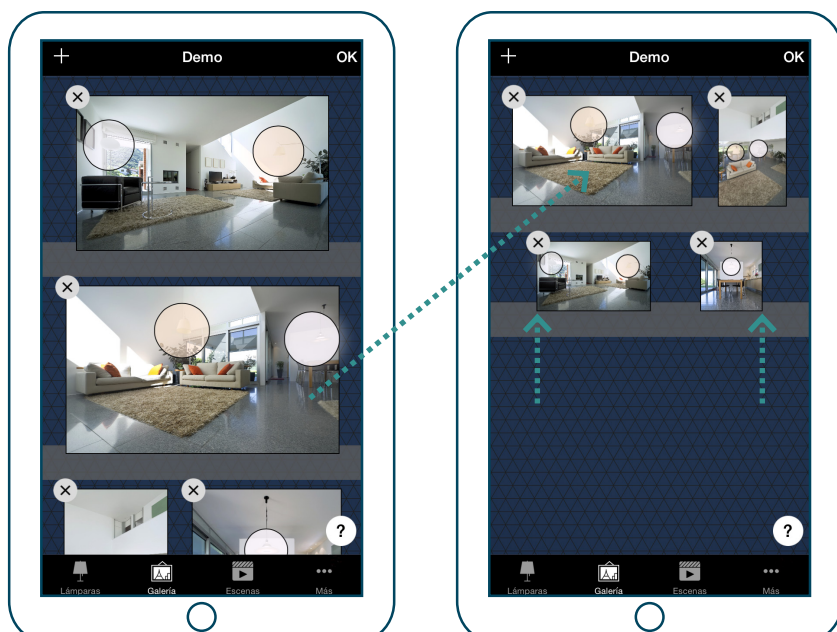 Demo
OK
?
Lámparas
Galería
Escenas
Más
Demo
OK
?
Lámparas
Galería
Escenas
Más